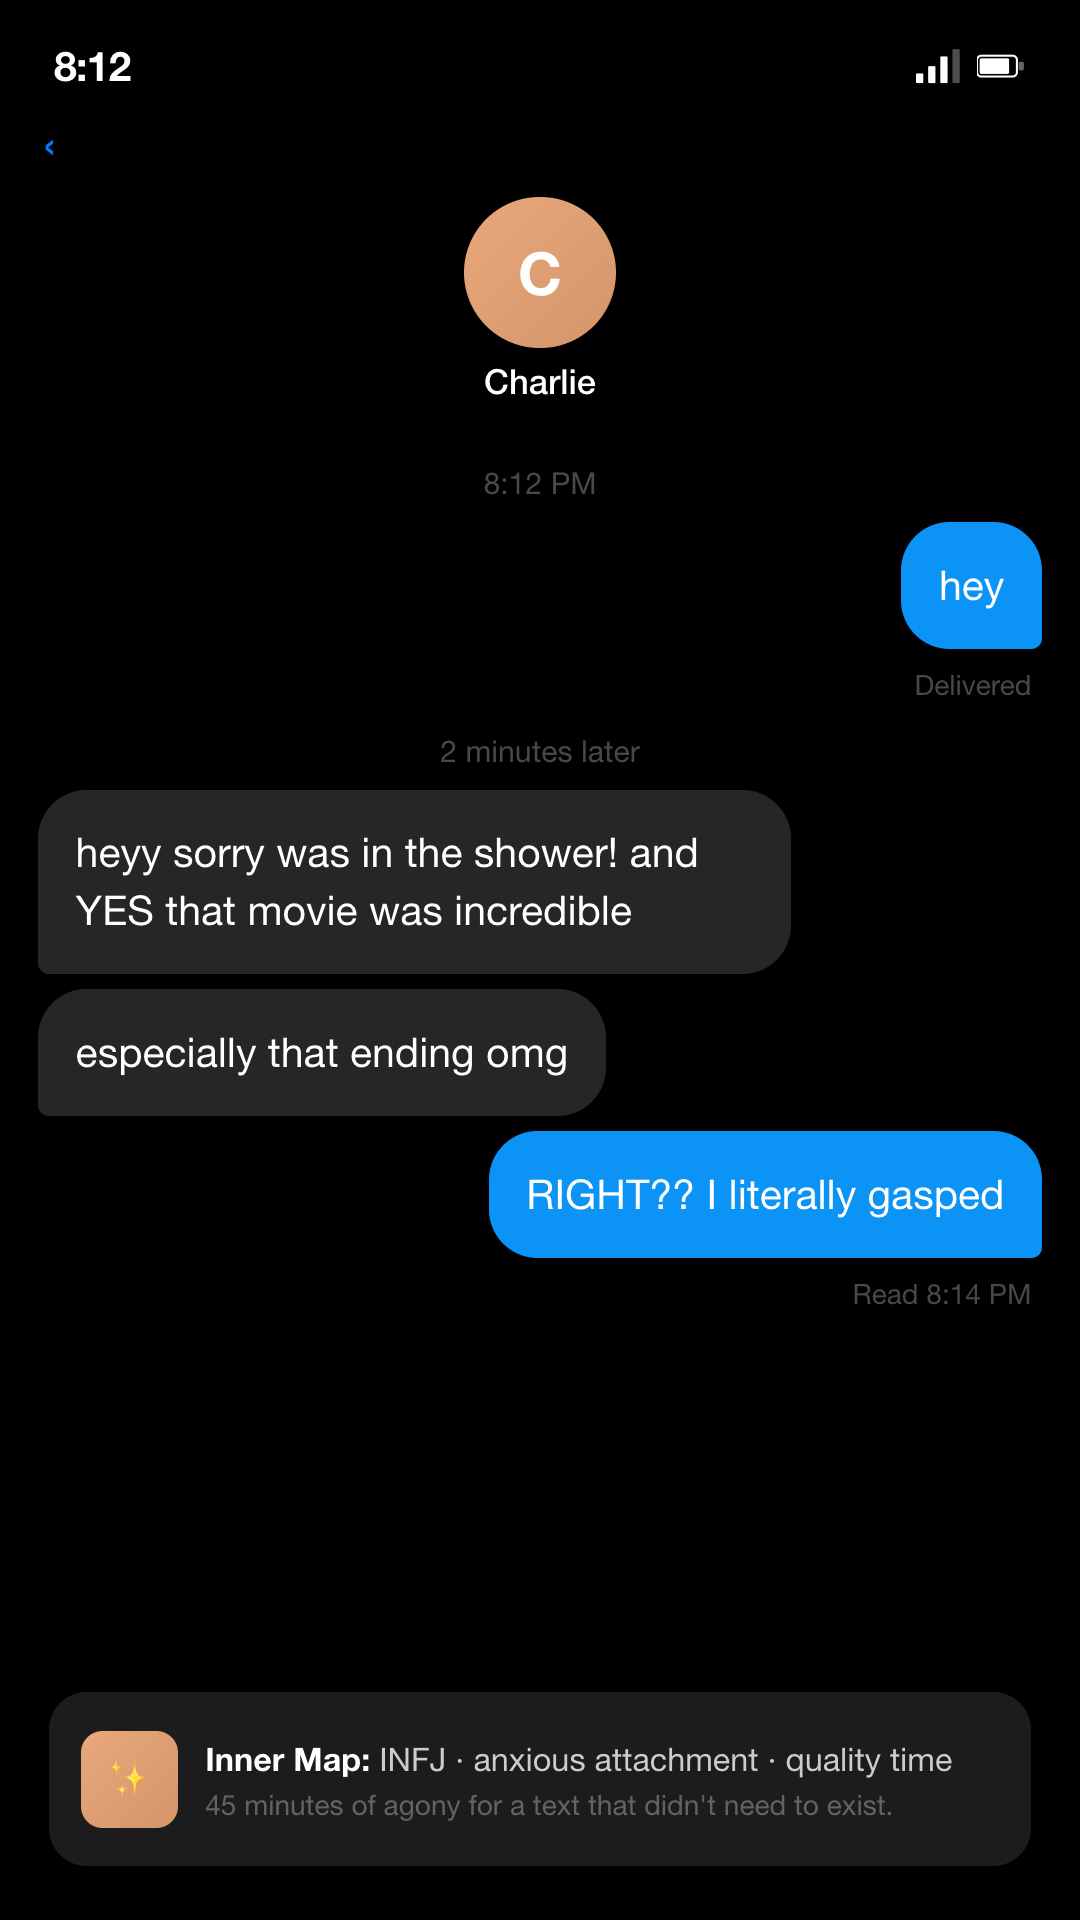 8:12
‹
C
Charlie
8:12 PM
hey
Delivered
2 minutes later
heyy sorry was in the shower! and
YES that movie was incredible
especially that ending omg
RIGHT?? I literally gasped
Read 8:14 PM
Inner Map: INFJ · anxious attachment · quality time
45 minutes of agony for a text that didn't need to exist.